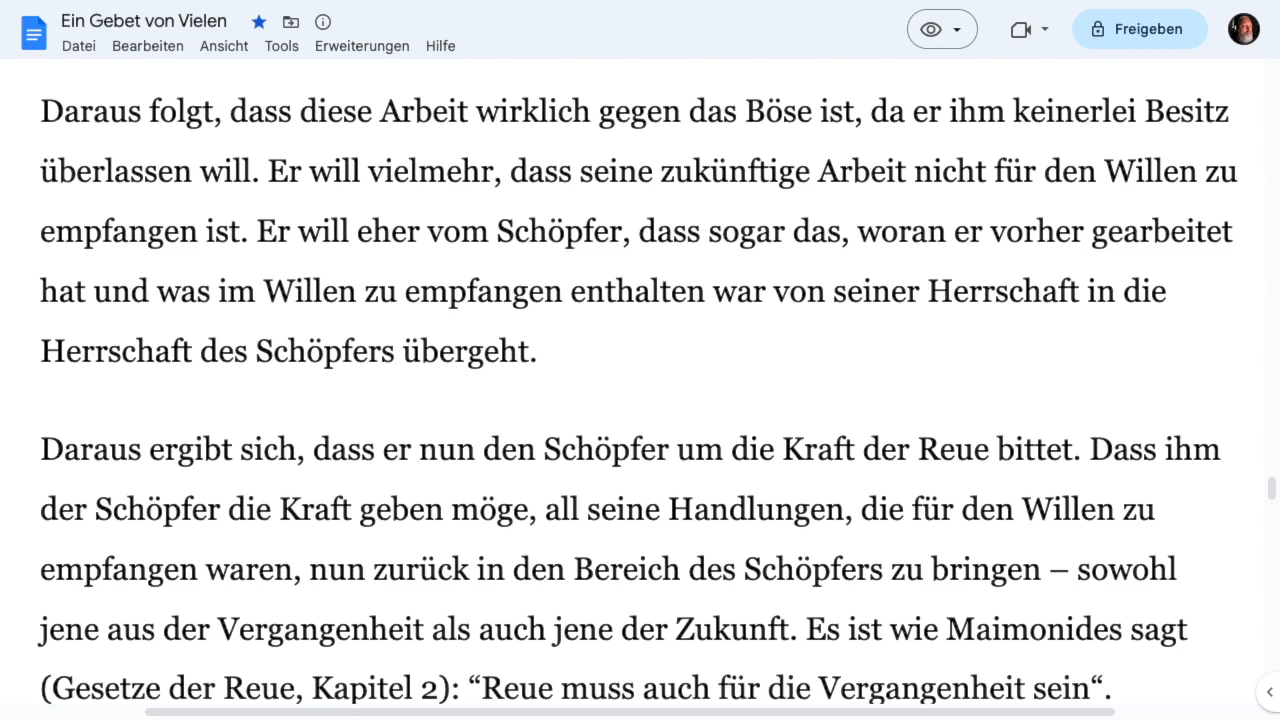 Ein Gebet von Vielen
Datei Bearbeiten Ansicht Tools Erweiterungen Hilfe
Freigeben
Daraus folgt, dass diese Arbeit wirklich gegen das Böse ist, da er ihm keinerlei Besitz
überlassen will. Er will vielmehr, dass seine zukünftige Arbeit nicht für den Willen zu
empfangen ist. Er will eher vom Schöpfer, dass sogar das, woran er vorher gearbeitet
hat und was im Willen zu empfangen enthalten war von seiner Herrschaft in die
Herrschaft des Schöpfers übergeht.
Daraus ergibt sich, dass er nun den Schöpfer um die Kraft der Reue bittet. Dass ihm
der Schöpfer die Kraft geben möge, all seine Handlungen, die für den Willen zu
empfangen waren, nun zurück in den Bereich des Schöpfers zu bringen – sowohl
jene aus der Vergangenheit als auch jene der Zukunft. Es ist wie Maimonides sagt
(Gesetze der Reue, Kapitel 2): “Reue muss auch für die Vergangenheit sein“.